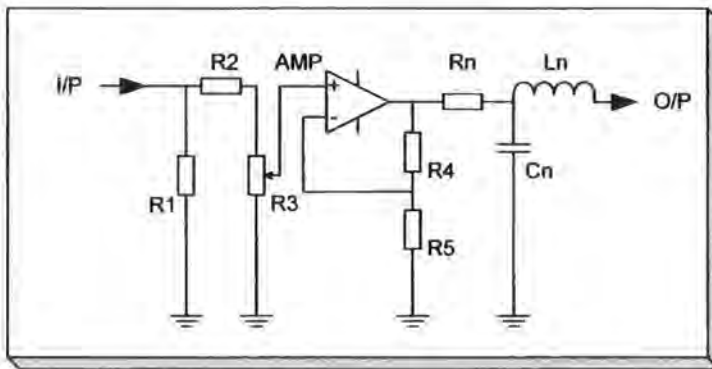 I/P
R2
AMP
Rn
Ln
O/P
+
-
R1
R3
R4
R5
Cn